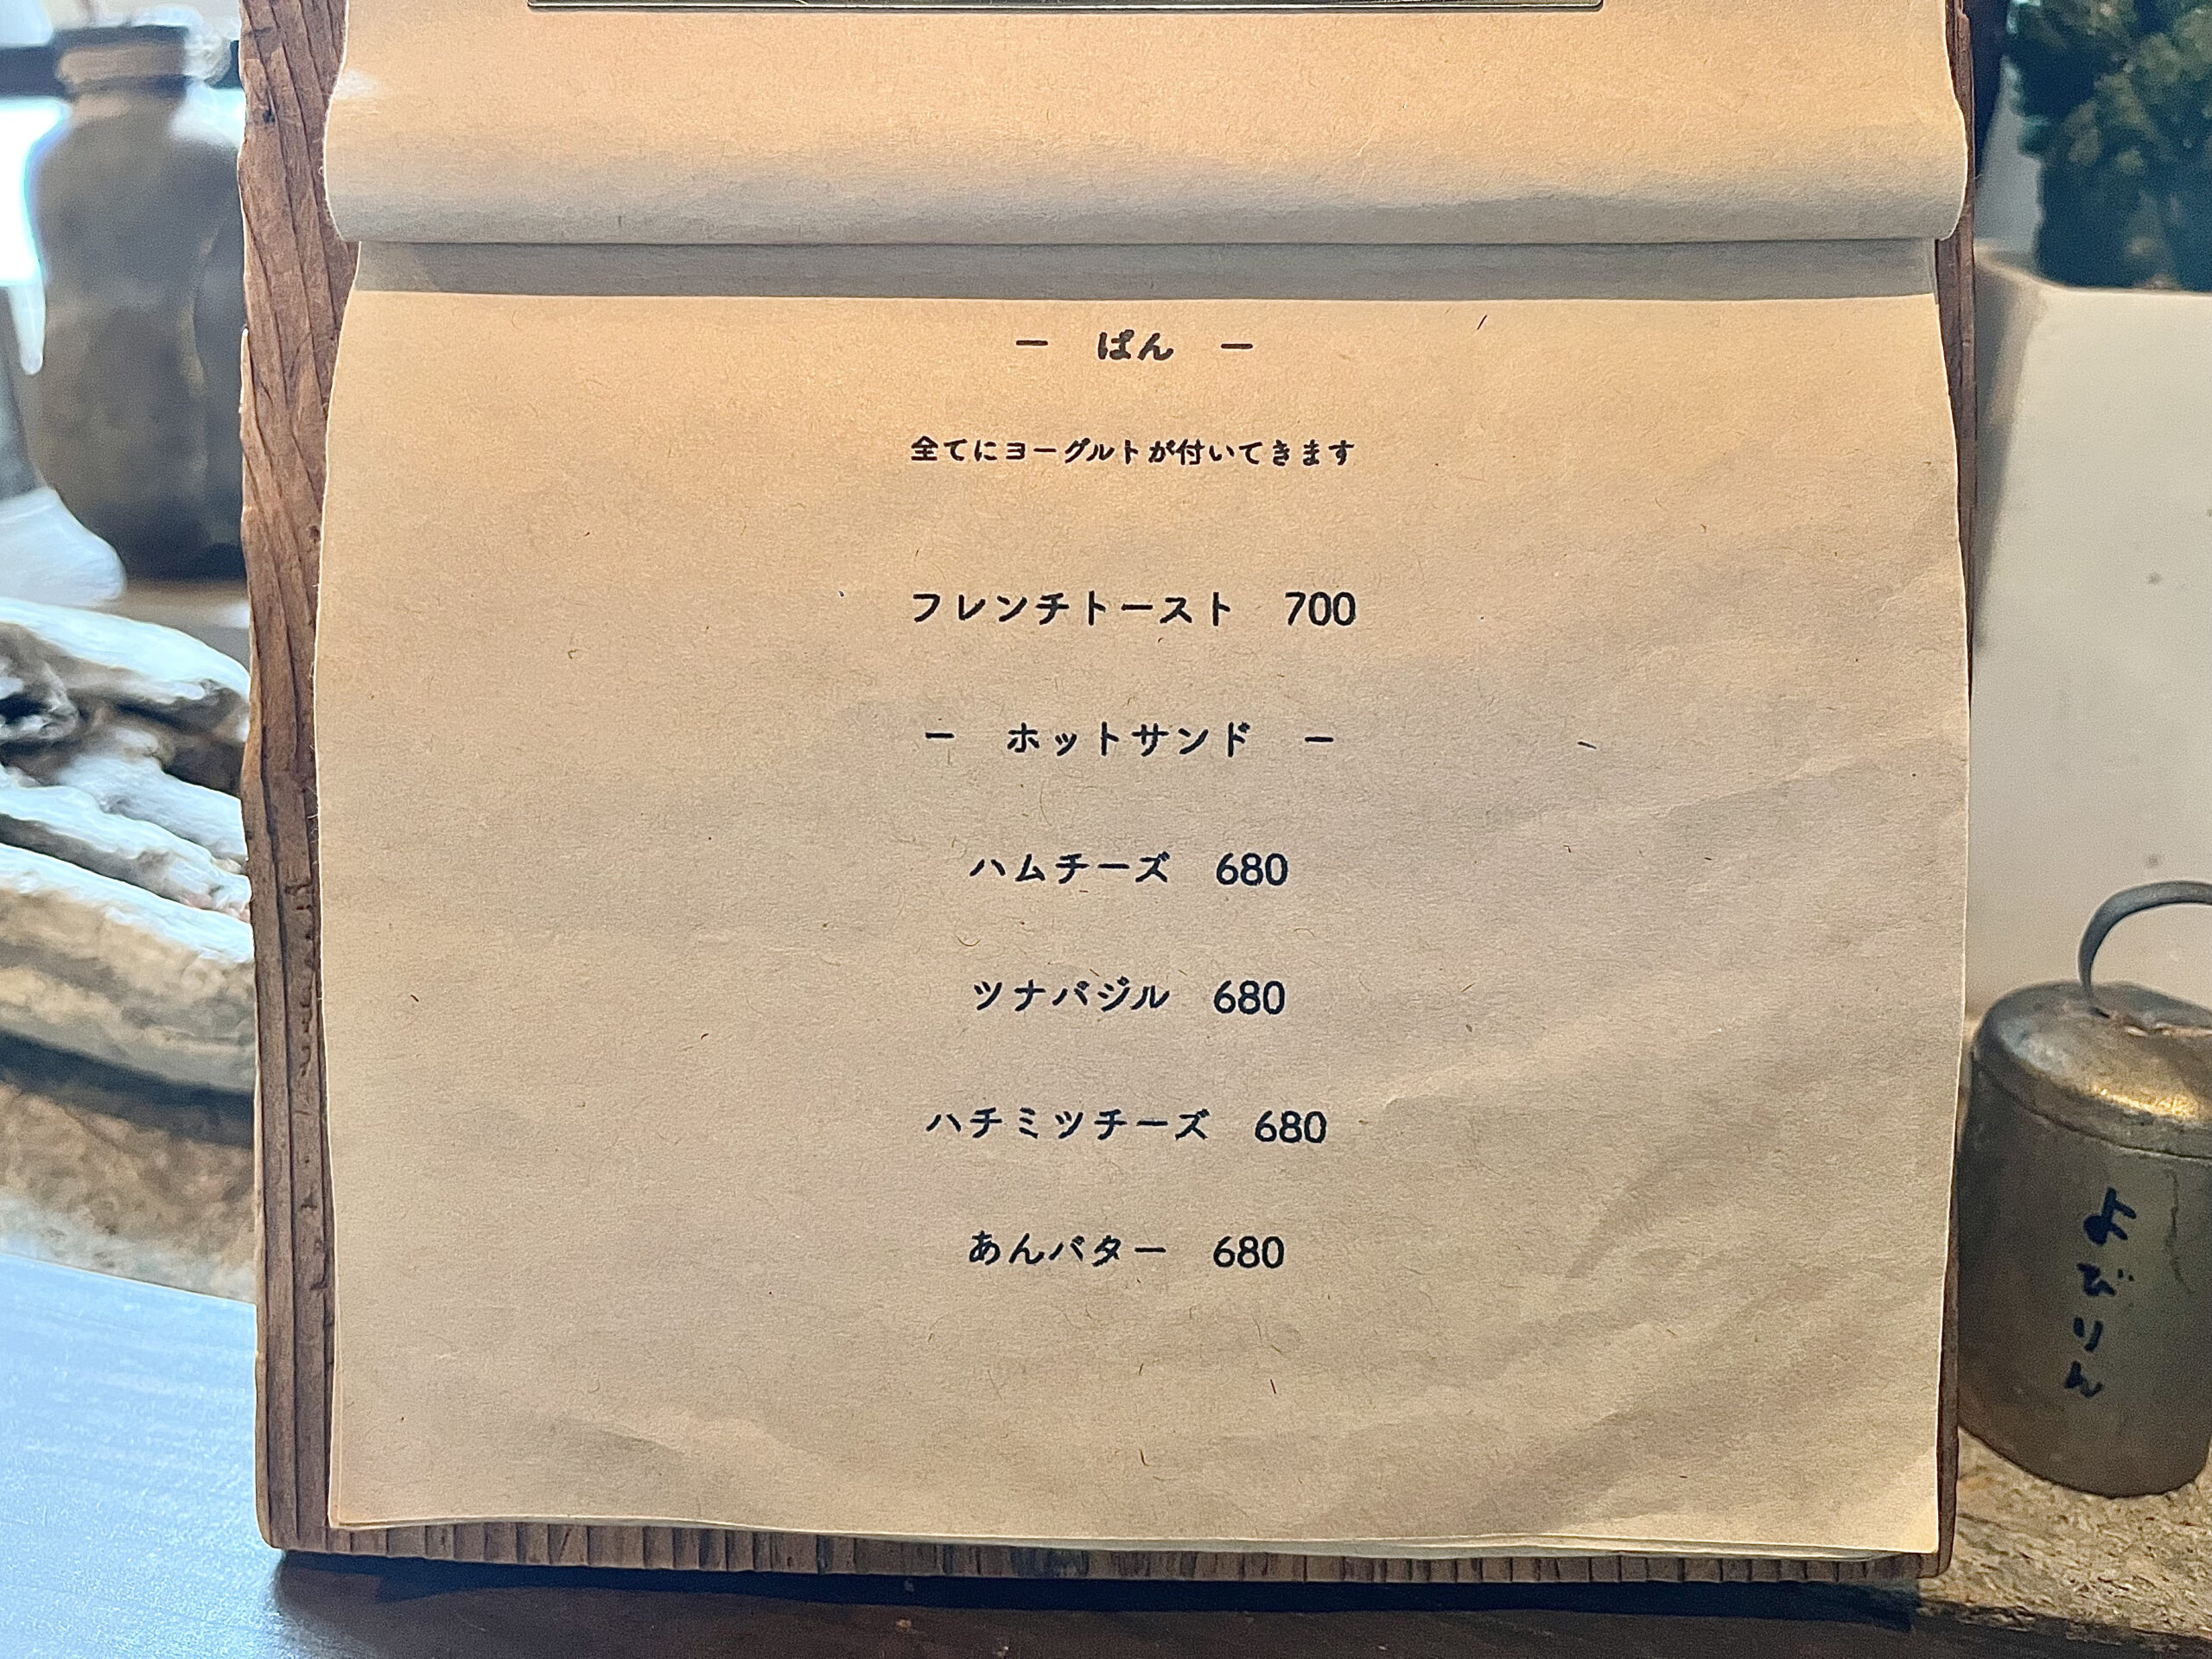 ー ぱん ー
全てにヨーグルトが付いてきます
フレンチトースト 700
ー ホットサンド ー
ハムチーズ 680
ツナバジル 680
ハチミツチーズ 680
あんバター 680
よびりん